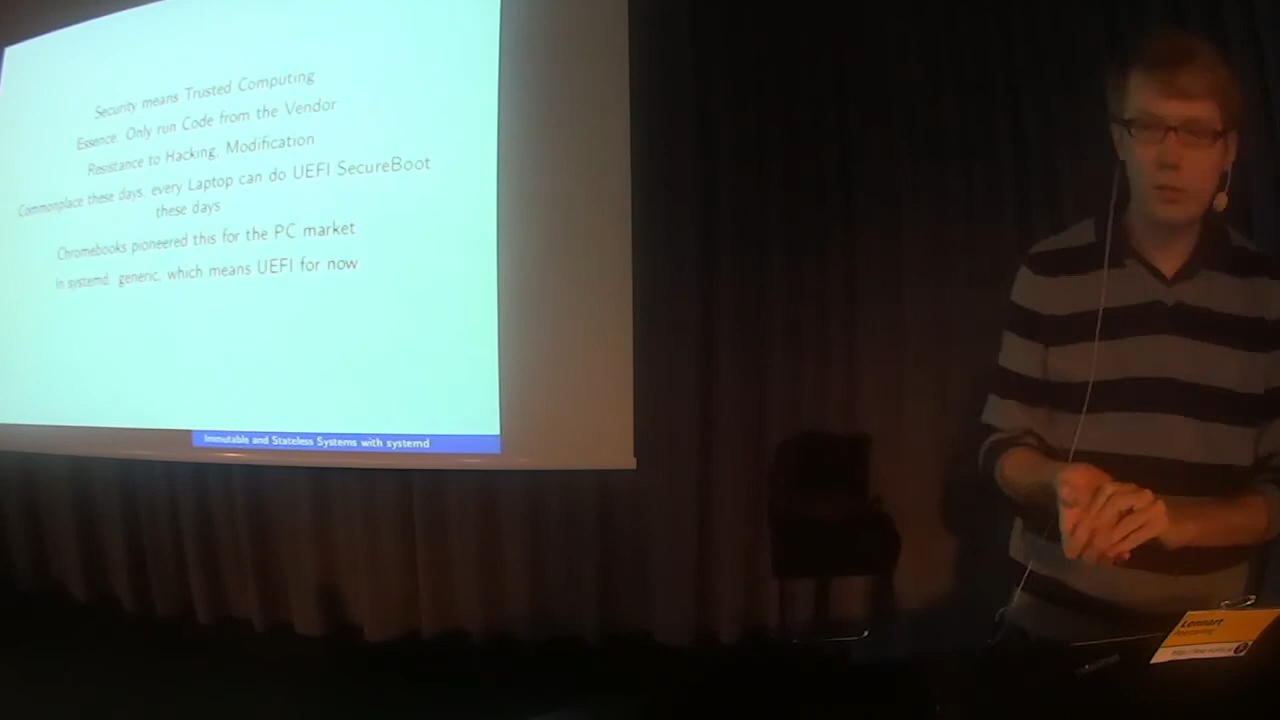 Security means Trusted Computing
Essence: Only run Code from the Vendor
Resistance to Hacking, Modification
Commonplace these days, every Laptop can do UEFI SecureBoot
these days
Chromebooks pioneered this for the PC market
In systemd: generic, which means UEFI for now
Immutable and Stateless Systems with systemd
Lennart
Poettering